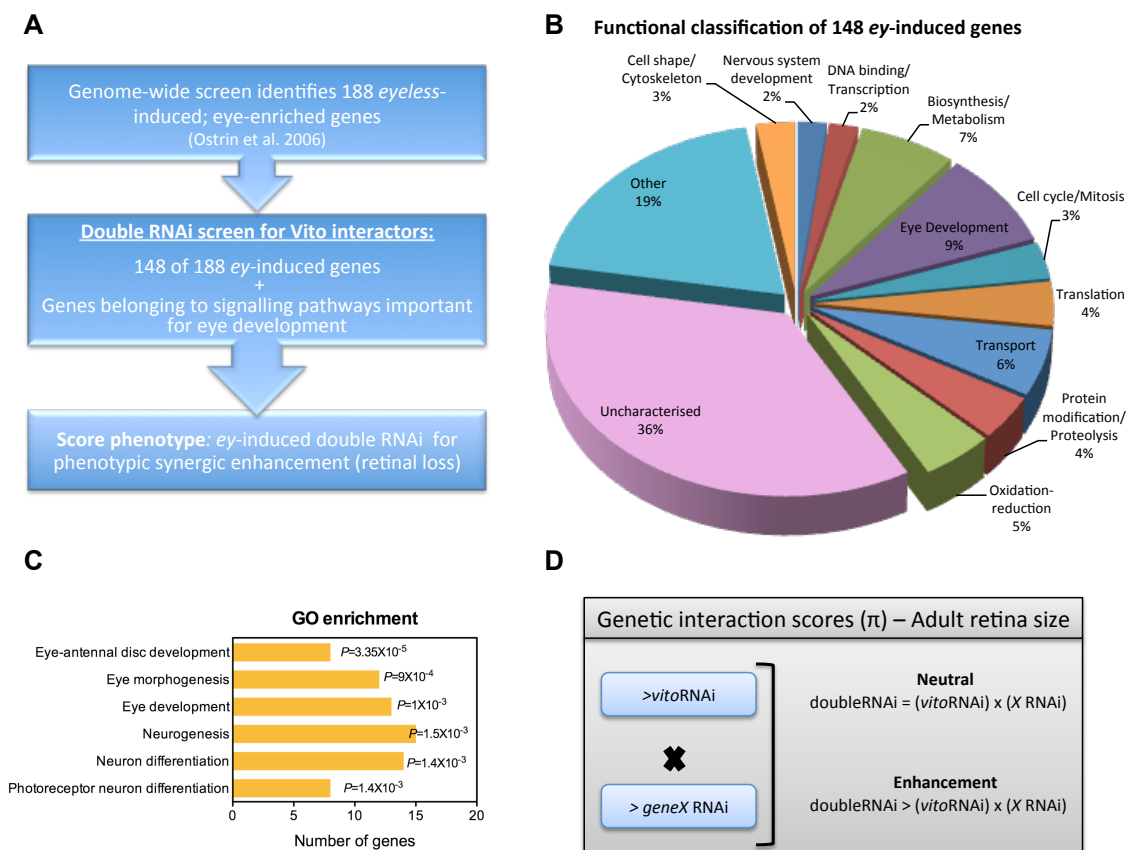 A
Genome-wide screen identifies 188 eyeless-
induced; eye-enriched genes
(Ostrin et al. 2006)
Double RNAi screen for Vito interactors:
148 of 188 ey-induced genes
+
Genes belonging to signalling pathways important
for eye development
Score phenotype: ey-induced double RNAi for
phenotypic synergic enhancement (retinal loss)
B
Functional classification of 148 ey-induced genes
Cell shape/
Cytoskeleton
3%
Nervous system
development
2%
DNA binding/
Transcription
2%
Biosynthesis/
Metabolism
7%
Eye Development
9%
Cell cycle/Mitosis
3%
Translation
4%
Transport
6%
Protein
modification/
Proteolysis
4%
Oxidation-
reduction
5%
Uncharacterised
36%
Other
19%
C
GO enrichment
Eye-antennal disc development
P=3.35X10⁻⁵
Eye morphogenesis
P=9X10⁻⁴
Eye development
P=1X10⁻³
Neurogenesis
P=1.5X10⁻³
Neuron differentiation
P=1.4X10⁻³
Photoreceptor neuron differentiation
P=1.4X10⁻³
0 5 10 15 20
Number of genes
D
Genetic interaction scores (π) – Adult retina size
>vitoRNAi
> geneX RNAi
Neutral
doubleRNAi = (vitoRNAi) x (X RNAi)
Enhancement
doubleRNAi > (vitoRNAi) x (X RNAi)